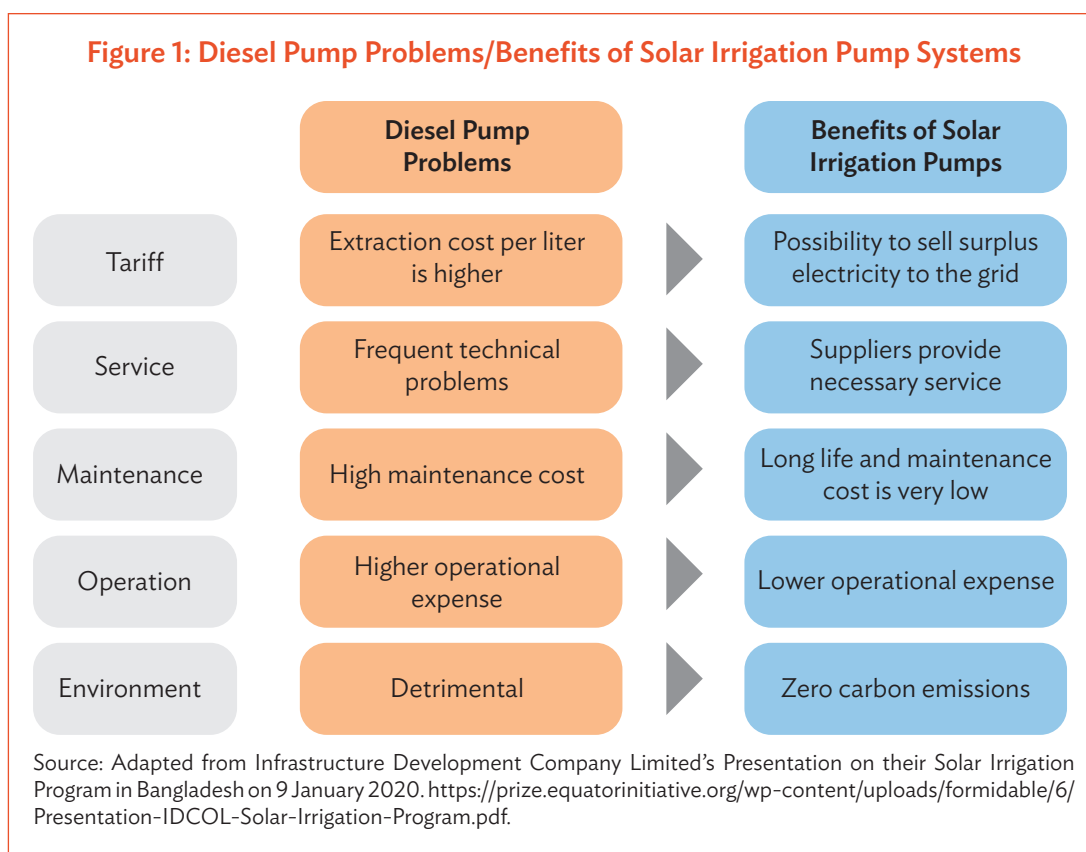 Figure 1: Diesel Pump Problems/Benefits of Solar Irrigation Pump Systems
Diesel Pump
Problems
Benefits of Solar
Irrigation Pumps
Tariff
Extraction cost per liter
is higher
Possibility to sell surplus
electricity to the grid
Service
Frequent technical
problems
Suppliers provide
necessary service
Maintenance
High maintenance cost
Long life and maintenance
cost is very low
Operation
Higher operational
expense
Lower operational expense
Environment
Detrimental
Zero carbon emissions
Source: Adapted from Infrastructure Development Company Limited’s Presentation on their Solar Irrigation
Program in Bangladesh on 9 January 2020. https://prize.equatorinitiative.org/wp-content/uploads/formidable/6/
Presentation-IDCOL-Solar-Irrigation-Program.pdf.